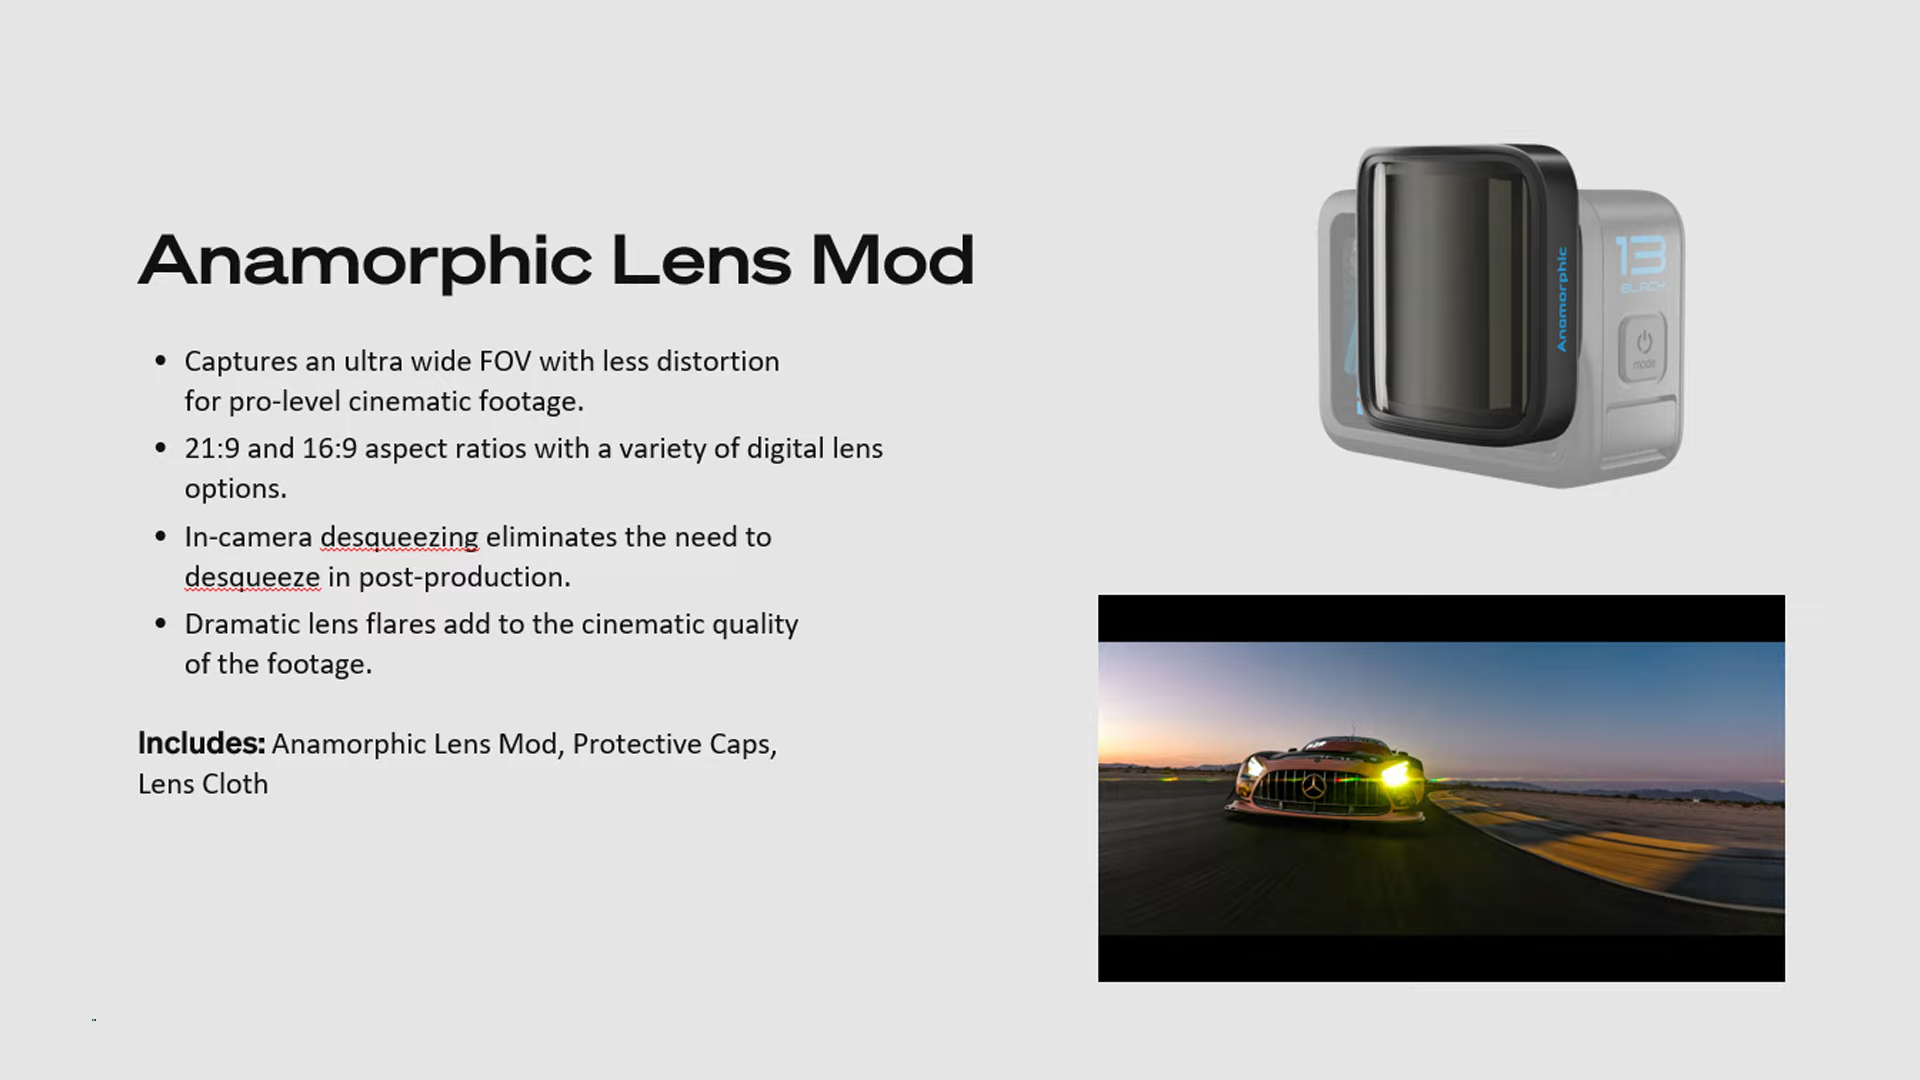 Anamorphic Lens Mod
• Captures an ultra wide FOV with less distortion
for pro-level cinematic footage.
• 21:9 and 16:9 aspect ratios with a variety of digital lens
options.
• In-camera desqueezing eliminates the need to
desqueeze in post-production.
• Dramatic lens flares add to the cinematic quality
of the footage.
Includes: Anamorphic Lens Mod, Protective Caps,
Lens Cloth
Anamorphic
13
BLACK
mode